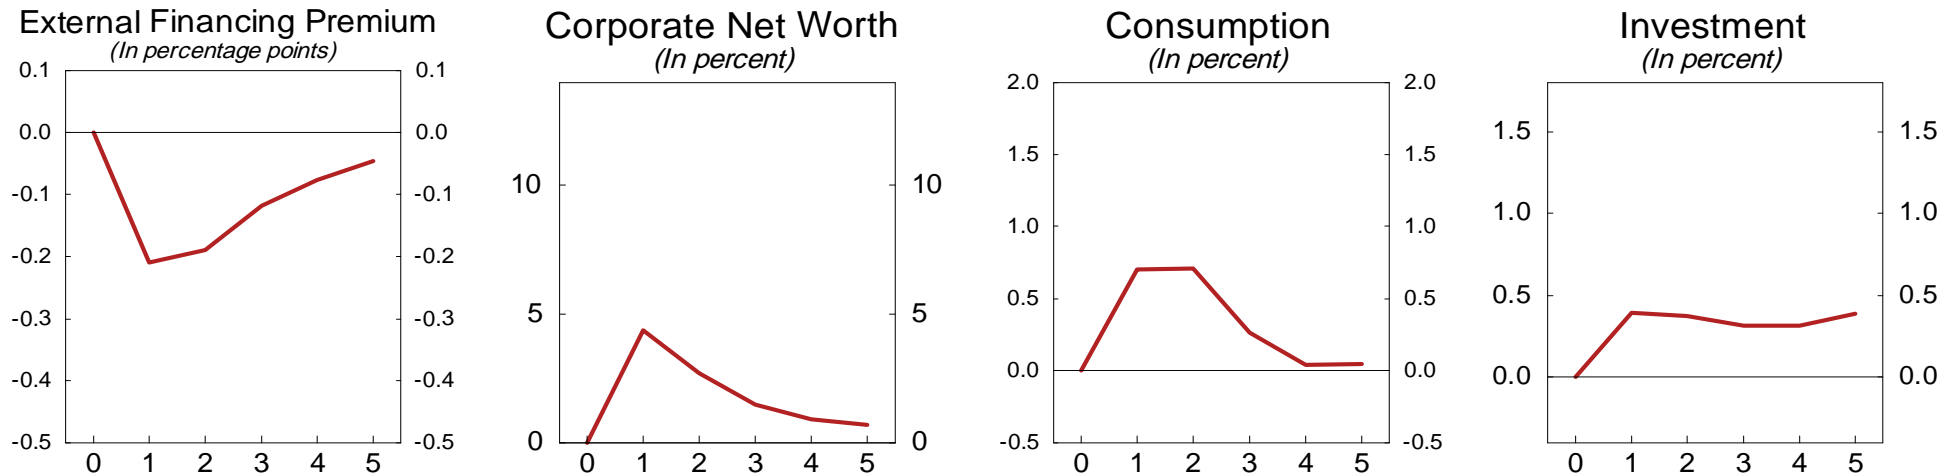 External Financing Premium
(In percentage points)
0.1 0.1
0.0 0.0
-0.1 -0.1
-0.2 -0.2
-0.3 -0.3
-0.4 -0.4
-0.5 -0.5
0 1 2 3 4 5
Corporate Net Worth
(In percent)
10 10
5 5
0 0
0 1 2 3 4 5
Consumption
(In percent)
2.0 2.0
1.5 1.5
1.0 1.0
0.5 0.5
0.0 0.0
-0.5 -0.5
0 1 2 3 4 5
Investment
(In percent)
1.5 1.5
1.0 1.0
0.5 0.5
0.0 0.0
0 1 2 3 4 5